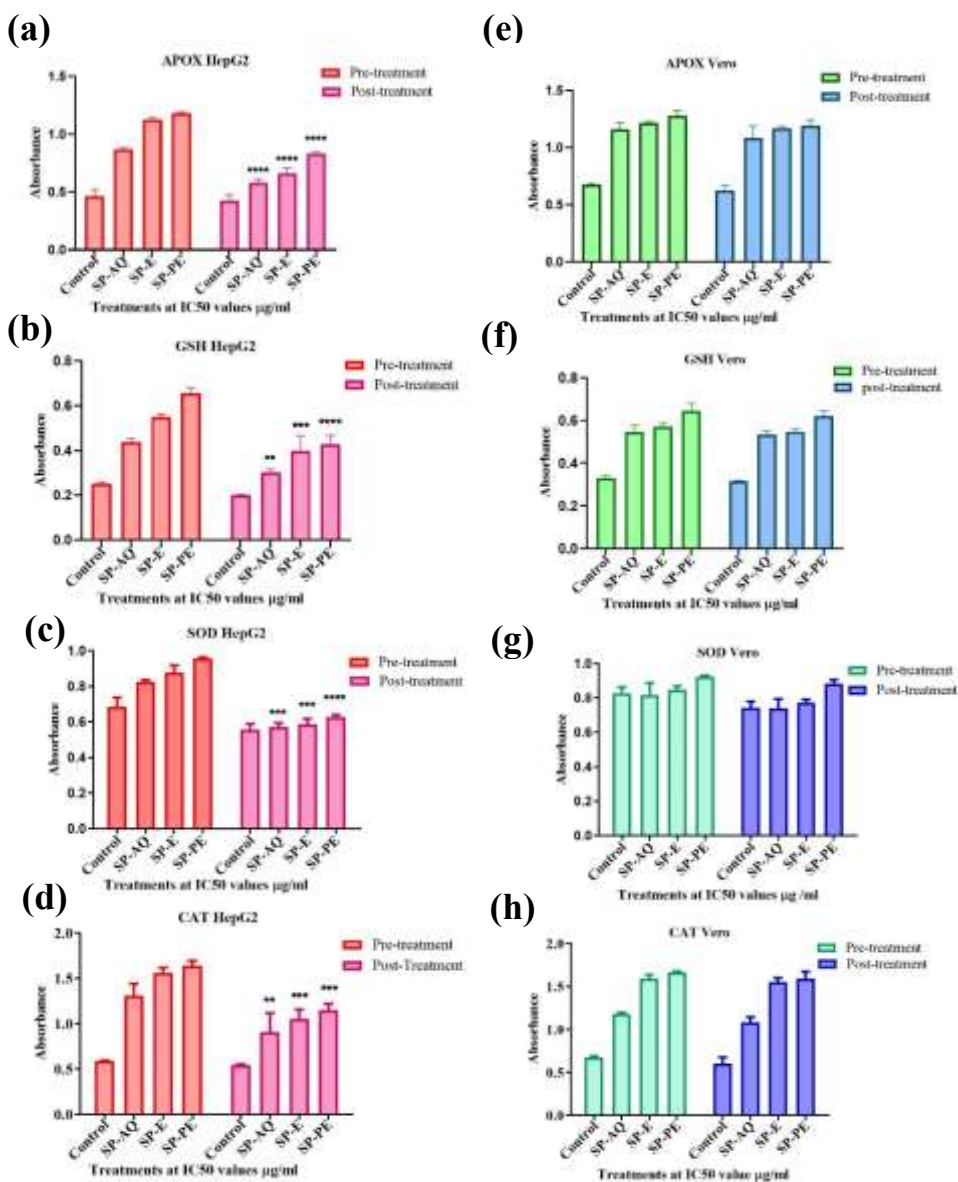 (a)
APOX HepG2
Pre-treatment
Post-treatment
Absorbance
1.5
1.0
0.5
0.0
**** **** ****
Control SP-AQ SP-E SP-PE Control SP-AQ SP-E SP-PE
Treatments at IC50 values µg/ml
(e)
APOX Vero
Pre-treatment
Post-treatment
Absorbance
1.5
1.0
0.5
0.0
Control SP-AQ SP-E SP-PE Control SP-AQ SP-E SP-PE
Treatments at IC50 values µg/ml
(b)
GSH HepG2
Pre-treatment
Post-treatment
Absorbance
0.8
0.6
0.4
0.2
0.0
** *** ****
Control SP-AQ SP-E SP-PE Control SP-AQ SP-E SP-PE
Treatments at IC50 values µg/ml
(f)
GSH Vero
Pre-treatment
post-treatment
Absorbance
0.8
0.6
0.4
0.2
0.0
Control SP-AQ SP-E SP-PE Control SP-AQ SP-E SP-PE
Treatments at IC50 values µg/ml
(c)
SOD HepG2
Pre-treatment
Post-treatment
Absorbance
1.0
0.8
0.6
0.4
0.2
0.0
*** *** ****
Control SP-AQ SP-E SP-PE Control SP-AQ SP-E SP-PE
Treatments at IC50 values µg/ml
(g)
SOD Vero
Pre-treatment
Post-treatment
Absorbance
1.0
0.8
0.6
0.4
0.2
0.0
Control SP-AQ SP-E SP-PE Control SP-AQ SP-E SP-PE
Treatments at IC50 values µg /ml
(d)
CAT HepG2
Pre-treatment
Post-Treatment
Absorbance
2.0
1.5
1.0
0.5
0.0
** *** ***
Control SP-AQ SP-E SP-PE Control SP-AQ SP-E SP-PE
Treatments at IC50 values µg/ml
(h)
CAT Vero
Pre-treatment
Post-treatment
Absorbance
2.0
1.5
1.0
0.5
0.0
Control SP-AQ SP-E SP-PE Control SP-AQ SP-E SP-PE
Treatments at IC50 value µg/ml